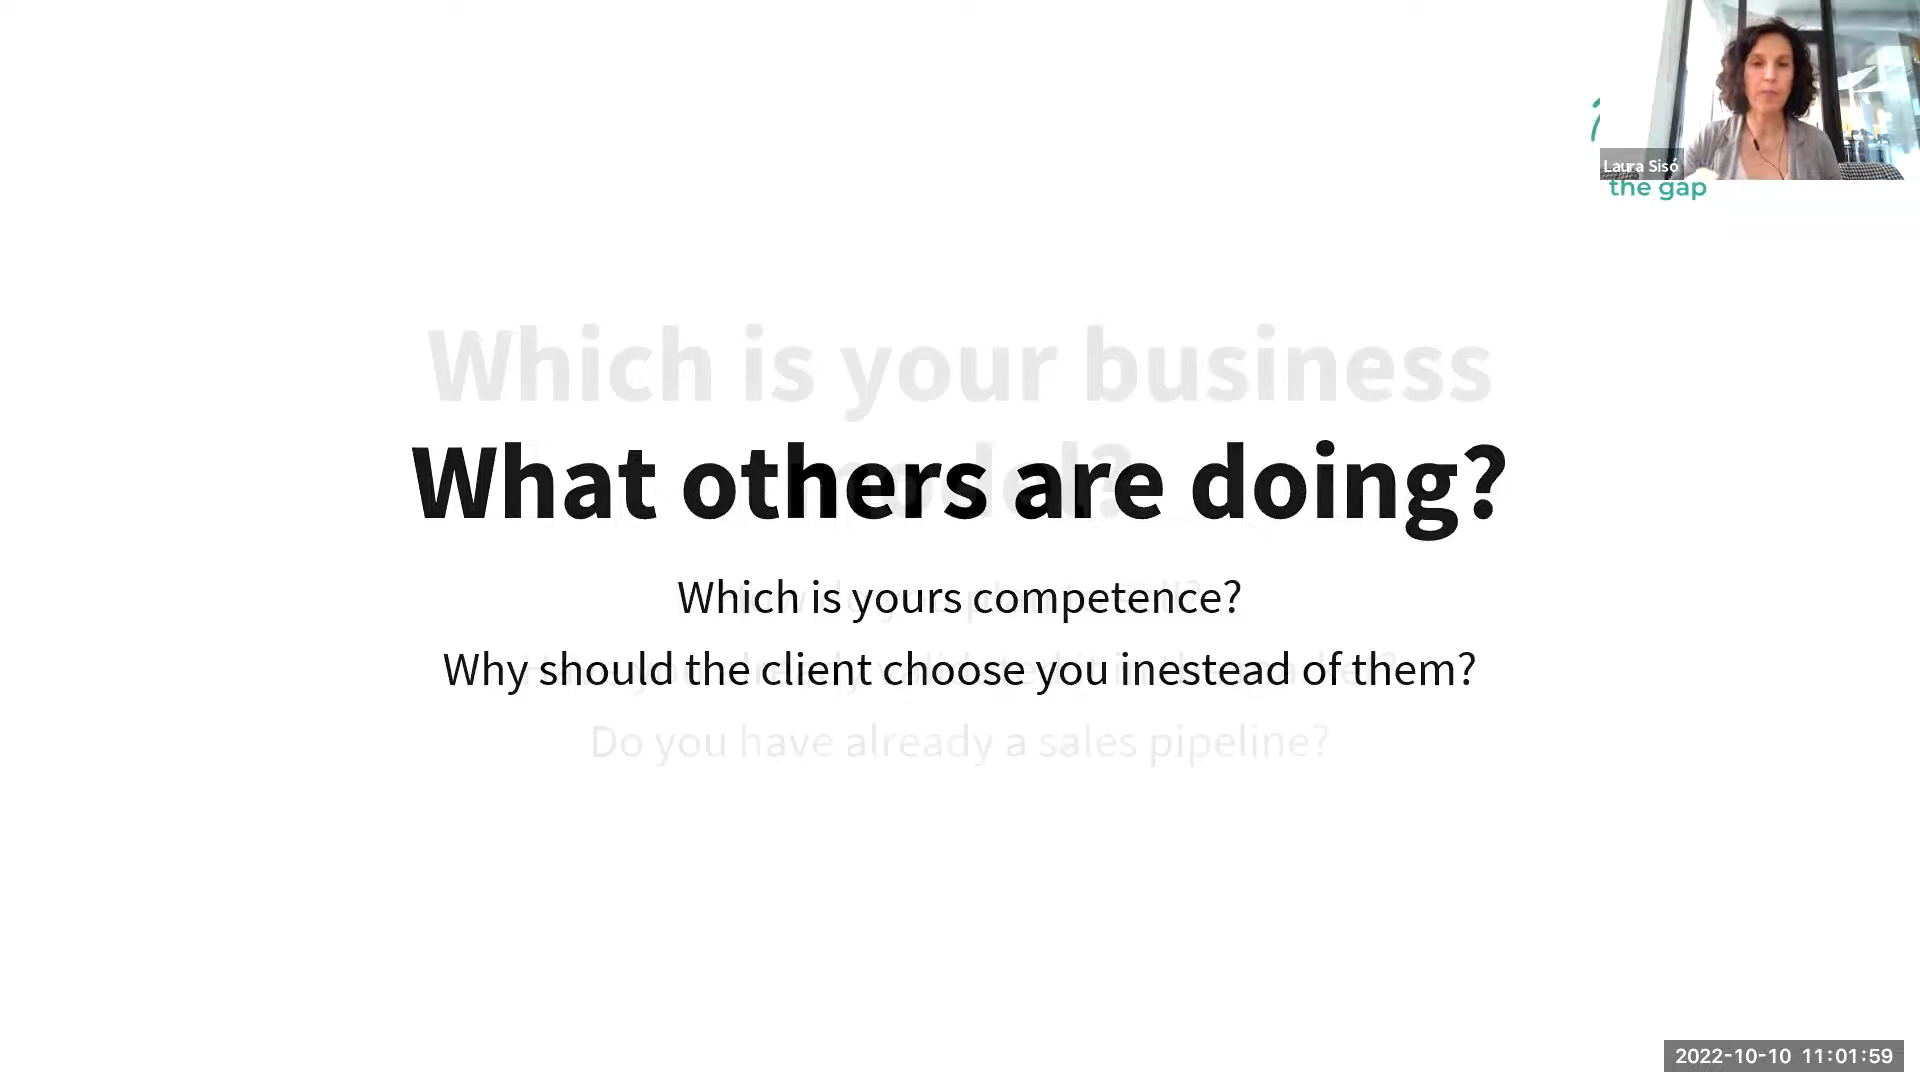 Laura Sisó
the gap
Which is your business
model?
What others are doing?
Which is yours competence?
Why should the client choose you inestead of them?
Do you have already a sales pipeline?
2022-10-10 11:01:59